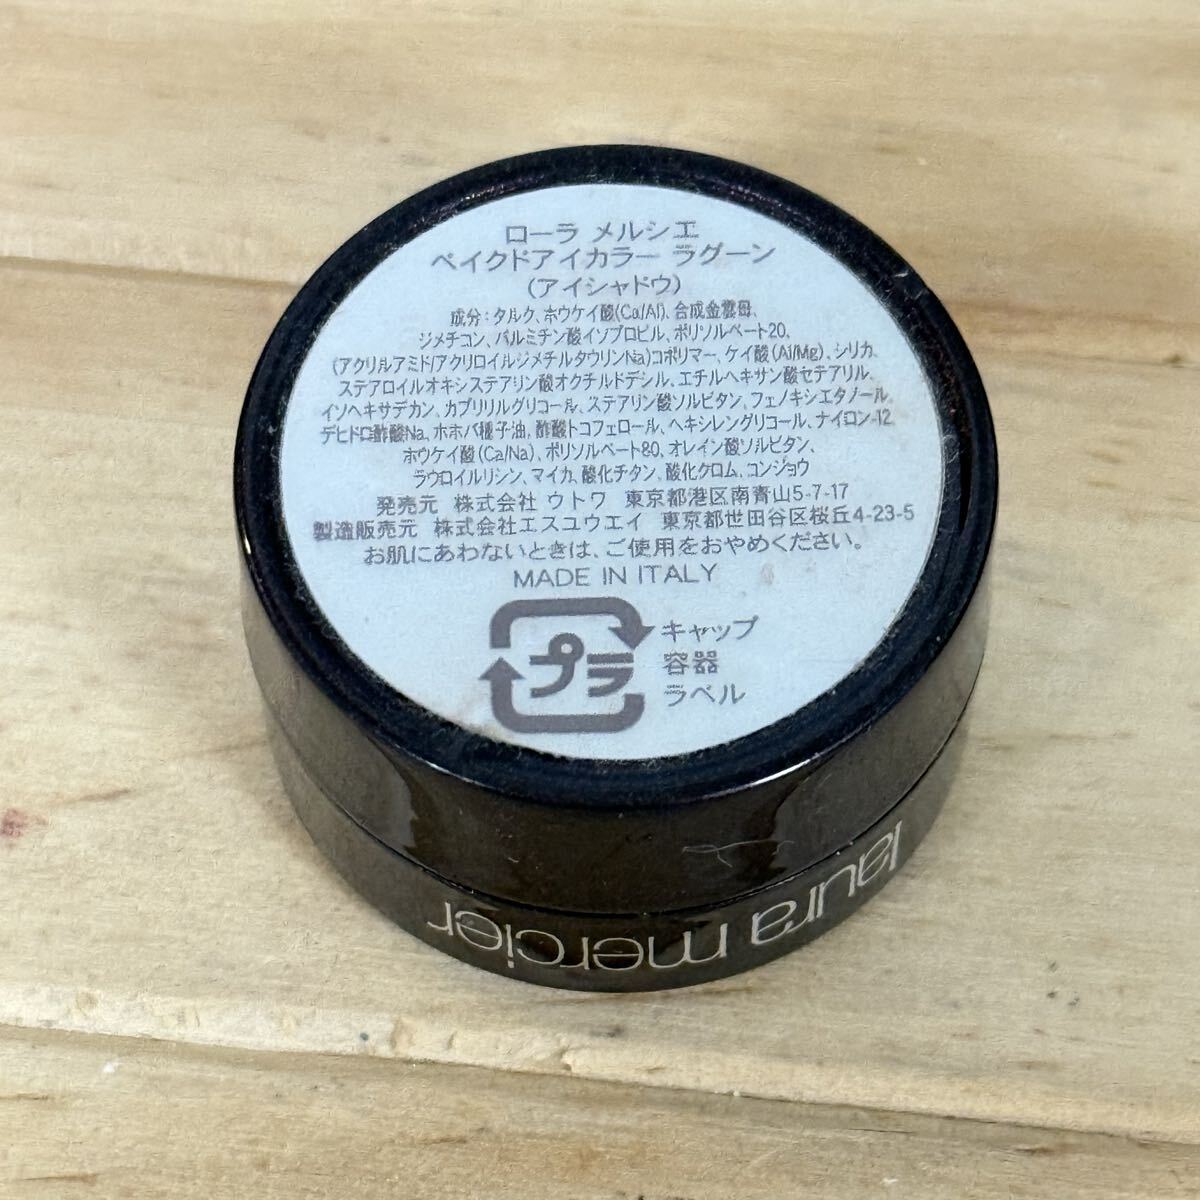 ローラ メルシエ
ベイクドアイカラー ラグーン
(アイシャドウ)
成分：タルク、ホウケイ酸(Ca/Al)、合成金雲母、
ジメチコン、パルミチン酸イソプロピル、ポリソルベート20、
(アクリルアミド/アクリロイルジメチルタウリンNa)コポリマー、ケイ酸(Al/Mg)、シリカ、
ステアロイルオキシステアリン酸オクチルドデシル、エチルヘキサン酸セテアリル、
イソヘキサデカン、カプリリルグリコール、ステアリン酸ソルビタン、フェノキシエタノール、
デヒドロ酢酸Na、ホホバ種子油、酢酸トコフェロール、ヘキシレングリコール、ナイロン-12、
ホウケイ酸(Ca/Na)、ポリソルベート80、オレイン酸ソルビタン、
ラウロイルリシン、マイカ、酸化チタン、酸化クロム、コンジョウ
発売元 株式会社 ウトワ 東京都港区南青山5-7-17
製造販売元 株式会社エスユウエイ 東京都世田谷区桜丘4-23-5
お肌にあわないときは、ご使用をおやめください。
MADE IN ITALY
プラ
キャップ
容器
ラベル
laura mercier